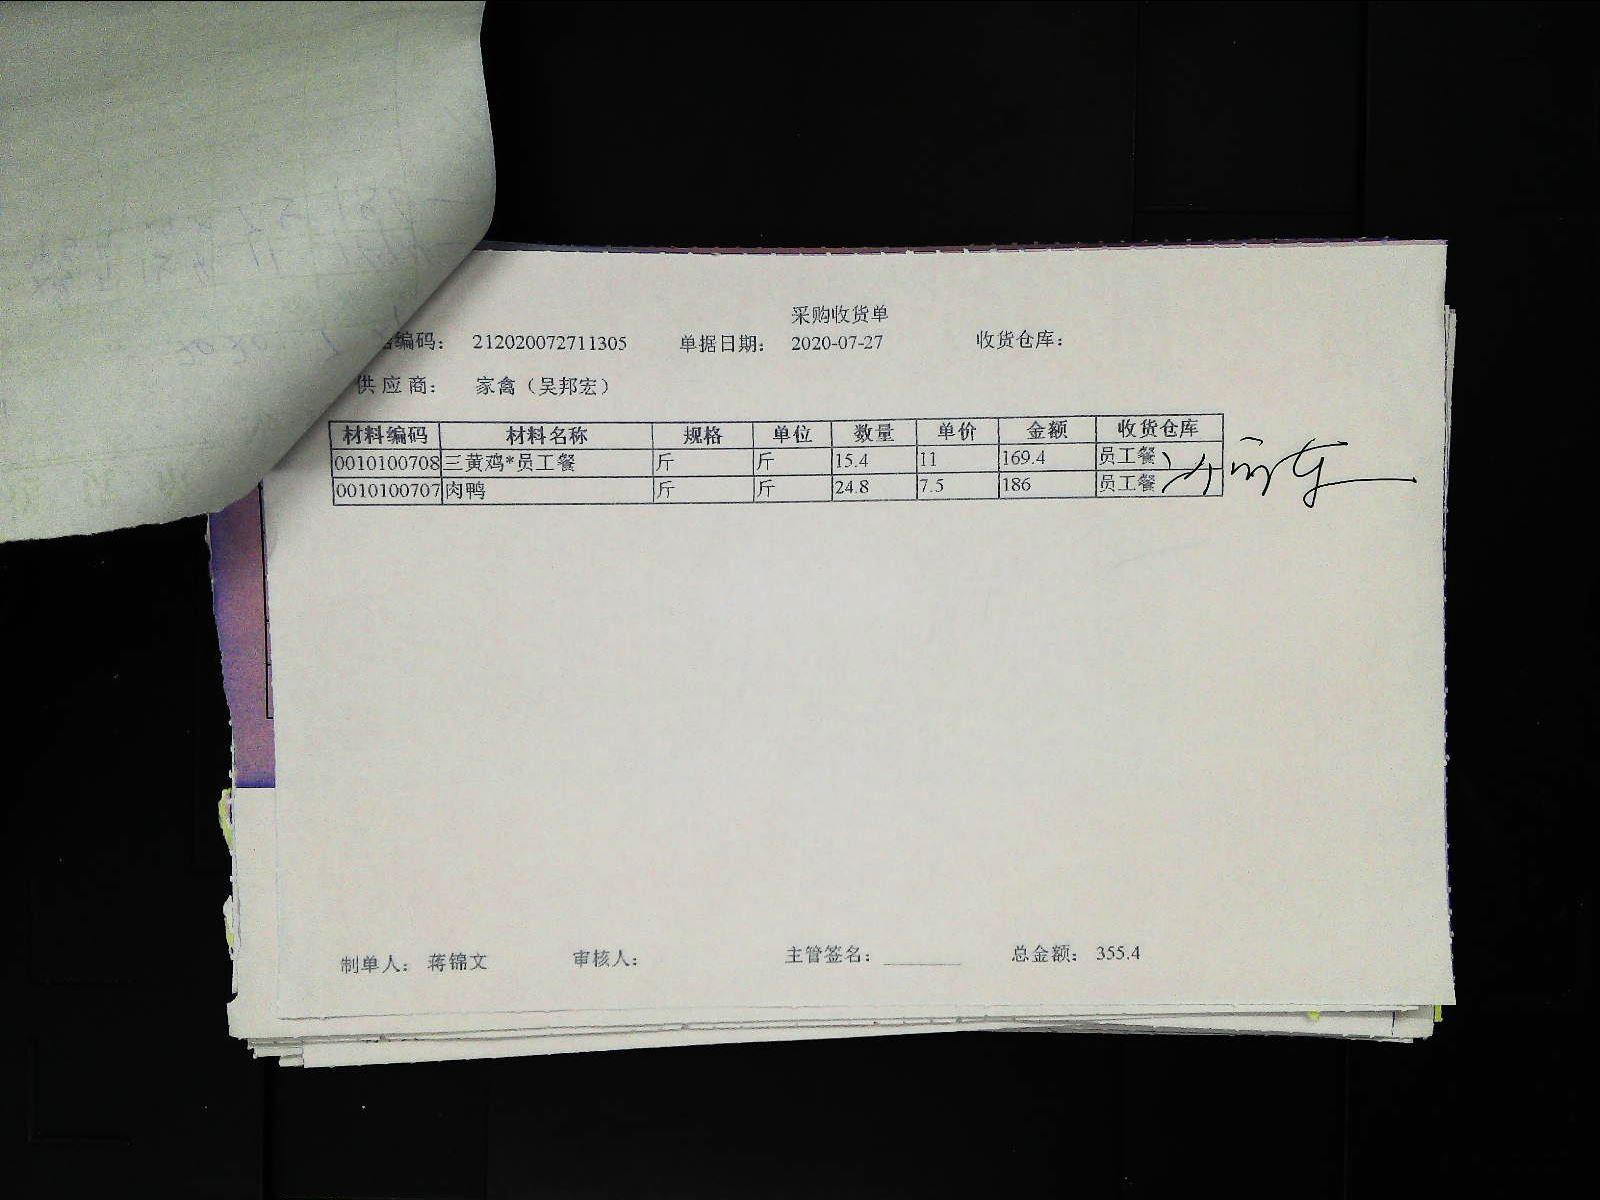 采购收货单
编码： 212020072711305 单据日期： 2020-07-27 收货仓库：
供应商： 家禽（吴邦宏）
材料编码 材料名称 规格 单位 数量 单价 金额 收货仓库
0010100708 三黄鸡*员工餐 斤 斤 15.4 11 169.4 员工餐
0010100707 肉鸭 斤 斤 24.8 7.5 186 员工餐
制单人： 蒋锦文 审核人： 主管签名： 总金额： 355.4